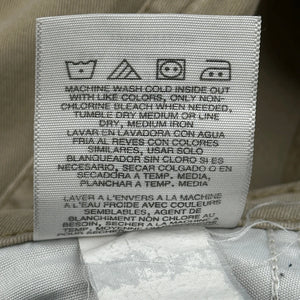 MACHINE WASH COLD INSIDE OUT
WITH LIKE COLORS, ONLY NON-
CHLORINE BLEACH WHEN NEEDED,
TUMBLE DRY MEDIUM OR LINE
DRY, MEDIUM IRON
LAVAR EN LAVADORA CON AGUA
FRIA AL REVES CON COLORES
SIMILARES, USAR SOLO
BLANQUEADOR SIN CLORO SI ES
NECESARIO, SECAR COLGADO O EN
SECADORA A TEMP. MEDIA,
PLANCHAR A TEMP. MEDIA
LAVER A L'ENVERS A LA MACHINE
A L'EAU FROIDE AVEC COULEURS
SEMBLABLES, AGENT DE
BLANCHIMENT NON CHLORE AU
BESOIN, SECHER A LA MACHINE
A TEMP. MOYENNE